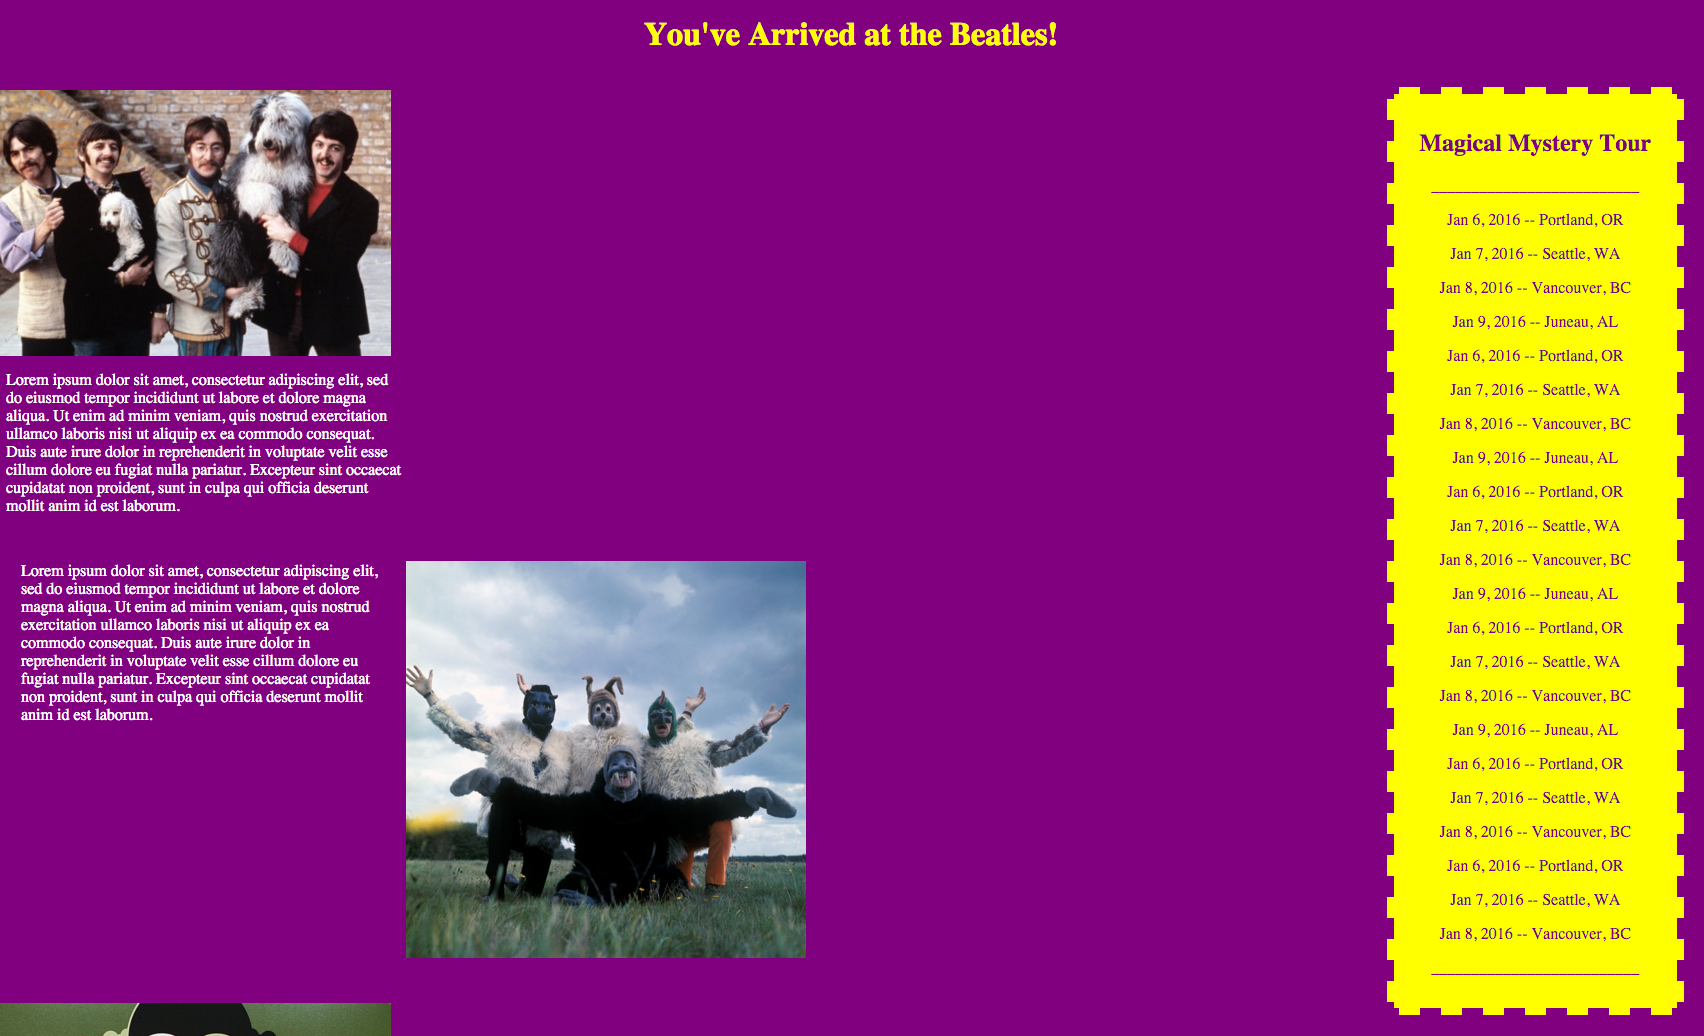 You've Arrived at the Beatles!
Lorem ipsum dolor sit amet, consectetur adipiscing elit, sed
do eiusmod tempor incididunt ut labore et dolore magna
aliqua. Ut enim ad minim veniam, quis nostrud exercitation
ullamco laboris nisi ut aliquip ex ea commodo consequat.
Duis aute irure dolor in reprehenderit in voluptate velit esse
cillum dolore eu fugiat nulla pariatur. Excepteur sint occaecat
cupidatat non proident, sunt in culpa qui officia deserunt
mollit anim id est laborum.
Lorem ipsum dolor sit amet, consectetur adipiscing elit,
sed do eiusmod tempor incididunt ut labore et dolore
magna aliqua. Ut enim ad minim veniam, quis nostrud
exercitation ullamco laboris nisi ut aliquip ex ea
commodo consequat. Duis aute irure dolor in
reprehenderit in voluptate velit esse cillum dolore eu
fugiat nulla pariatur. Excepteur sint occaecat cupidatat
non proident, sunt in culpa qui officia deserunt mollit
anim id est laborum.
Magical Mystery Tour
__________________________
Jan 6, 2016 -- Portland, OR
Jan 7, 2016 -- Seattle, WA
Jan 8, 2016 -- Vancouver, BC
Jan 9, 2016 -- Juneau, AL
Jan 6, 2016 -- Portland, OR
Jan 7, 2016 -- Seattle, WA
Jan 8, 2016 -- Vancouver, BC
Jan 9, 2016 -- Juneau, AL
Jan 6, 2016 -- Portland, OR
Jan 7, 2016 -- Seattle, WA
Jan 8, 2016 -- Vancouver, BC
Jan 9, 2016 -- Juneau, AL
Jan 6, 2016 -- Portland, OR
Jan 7, 2016 -- Seattle, WA
Jan 8, 2016 -- Vancouver, BC
Jan 9, 2016 -- Juneau, AL
Jan 6, 2016 -- Portland, OR
Jan 7, 2016 -- Seattle, WA
Jan 8, 2016 -- Vancouver, BC
Jan 6, 2016 -- Portland, OR
Jan 7, 2016 -- Seattle, WA
Jan 8, 2016 -- Vancouver, BC
__________________________